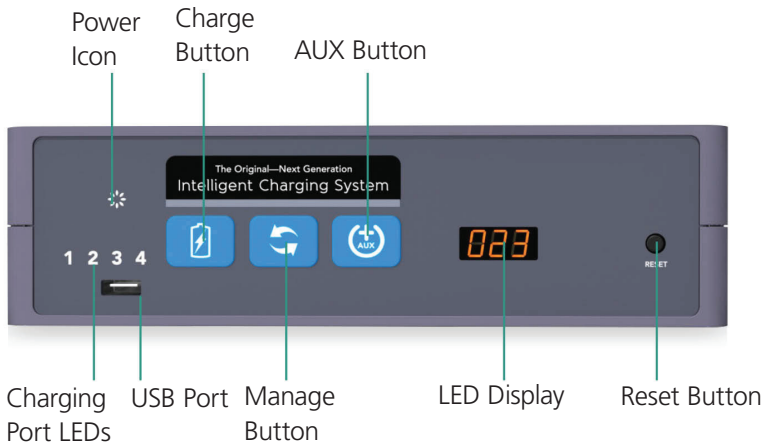 Power
Icon
Charge
Button
AUX Button
The Original—Next Generation
Intelligent Charging System
AUX
023
1 2 3 4
RESET
Charging
Port LEDs
USB Port
Manage
Button
LED Display
Reset Button